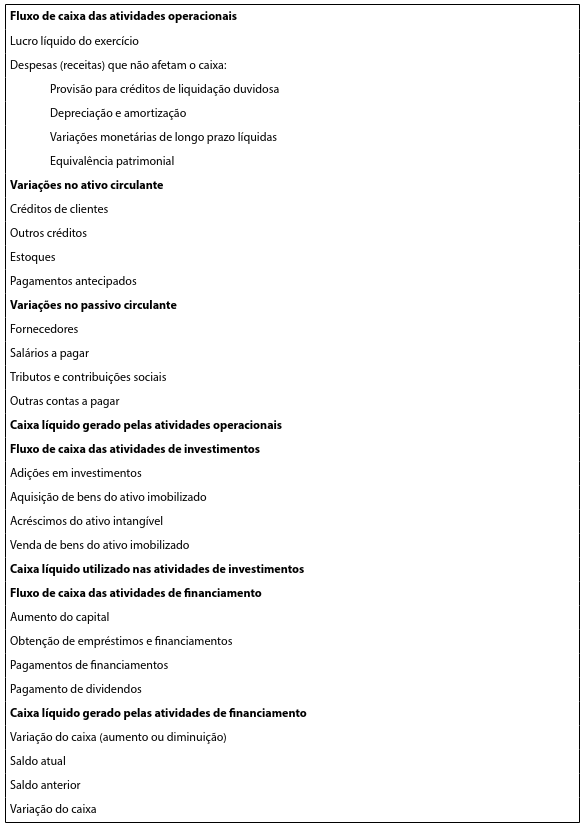 Fluxo de caixa das atividades operacionais
Lucro líquido do exercício
Despesas (receitas) que não afetam o caixa:
Provisão para créditos de liquidação duvidosa
Depreciação e amortização
Variações monetárias de longo prazo líquidas
Equivalência patrimonial
Variações no ativo circulante
Créditos de clientes
Outros créditos
Estoques
Pagamentos antecipados
Variações no passivo circulante
Fornecedores
Salários a pagar
Tributos e contribuições sociais
Outras contas a pagar
Caixa líquido gerado pelas atividades operacionais
Fluxo de caixa das atividades de investimentos
Adições em investimentos
Aquisição de bens do ativo imobilizado
Acréscimos do ativo intangível
Venda de bens do ativo imobilizado
Caixa líquido utilizado nas atividades de investimentos
Fluxo de caixa das atividades de financiamento
Aumento do capital
Obtenção de empréstimos e financiamentos
Pagamentos de financiamentos
Pagamento de dividendos
Caixa líquido gerado pelas atividades de financiamento
Variação do caixa (aumento ou diminuição)
Saldo atual
Saldo anterior
Variação do caixa